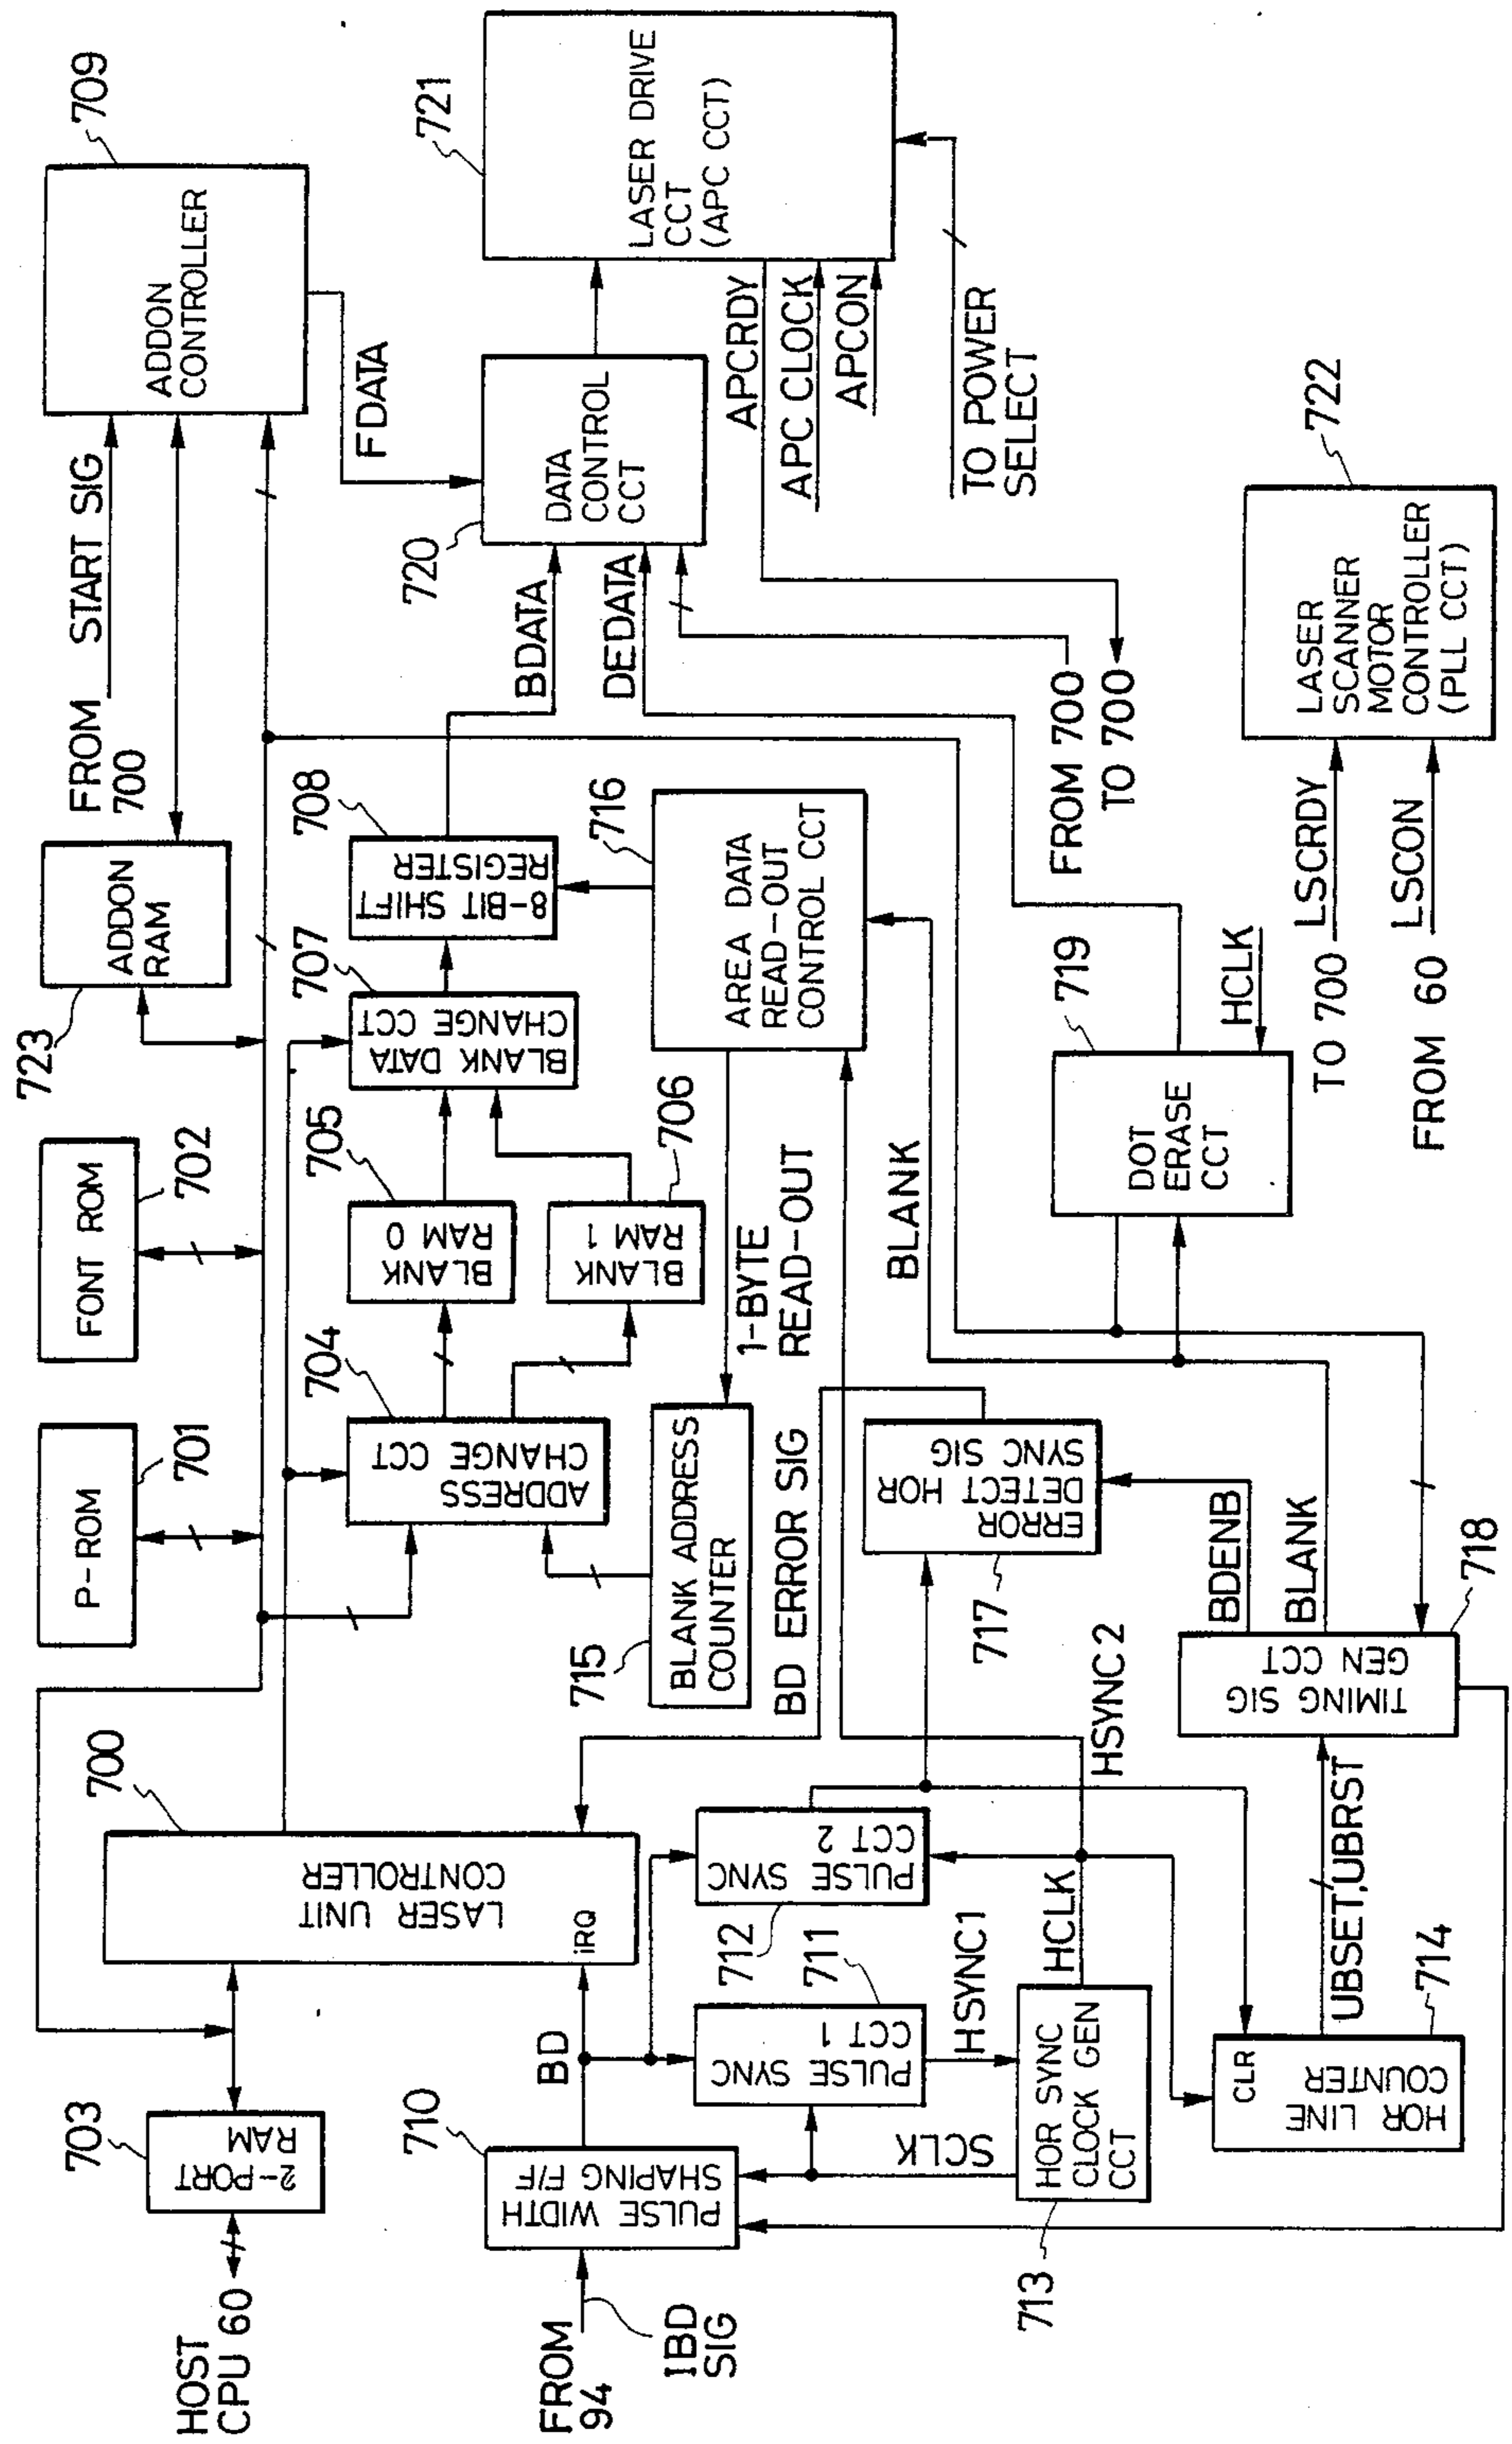 HOST
CPU 60
703
2-PORT
RAM
700
LASER UNIT
CONTROLLER
iRQ
P-ROM
701
FONT ROM
702
723
ADDON
RAM
FROM
700
START SIG
ADDON
CONTROLLER
709
FROM
94
IBD
SIG
710
PULSE WIDTH
SHAPING F/F
BD
704
ADDRESS
CHANGE CCT
705
BLANK
RAM 0
706
BLANK
RAM 1
707
BLANK DATA
CHANGE CCT
708
8-BIT SHIFT
REGISTER
BDATA
DEDATA
FDATA
720
DATA
CONTROL
CCT
721
LASER DRIVE
CCT
(APC CCT)
APCRDY
APC CLOCK
APCON
TO POWER
SELECT
715
BLANK ADDRESS
COUNTER
1-BYTE
READ-OUT
716
AREA DATA
READ-OUT
CONTROL CCT
BD ERROR SIG
BLANK
FROM 700
TO 700
712
PULSE SYNC
CCT 2
711
PULSE SYNC
CCT 1
SCLK
HSYNC1
HCLK
HSYNC2
713
HOR SYNC
CLOCK GEN
CCT
717
ERROR
DETECT HOR
SYNC SIG
719
DOT
ERASE
CCT
HCLK
714
CLR
HOR LINE
COUNTER
UBSET,UBRST
718
TIMING SIG
GEN CCT
BDENB
BLANK
TO 700
LSCRDY
FROM 60
LSCON
722
LASER
SCANNER
MOTOR
CONTROLLER
(PLL CCT)